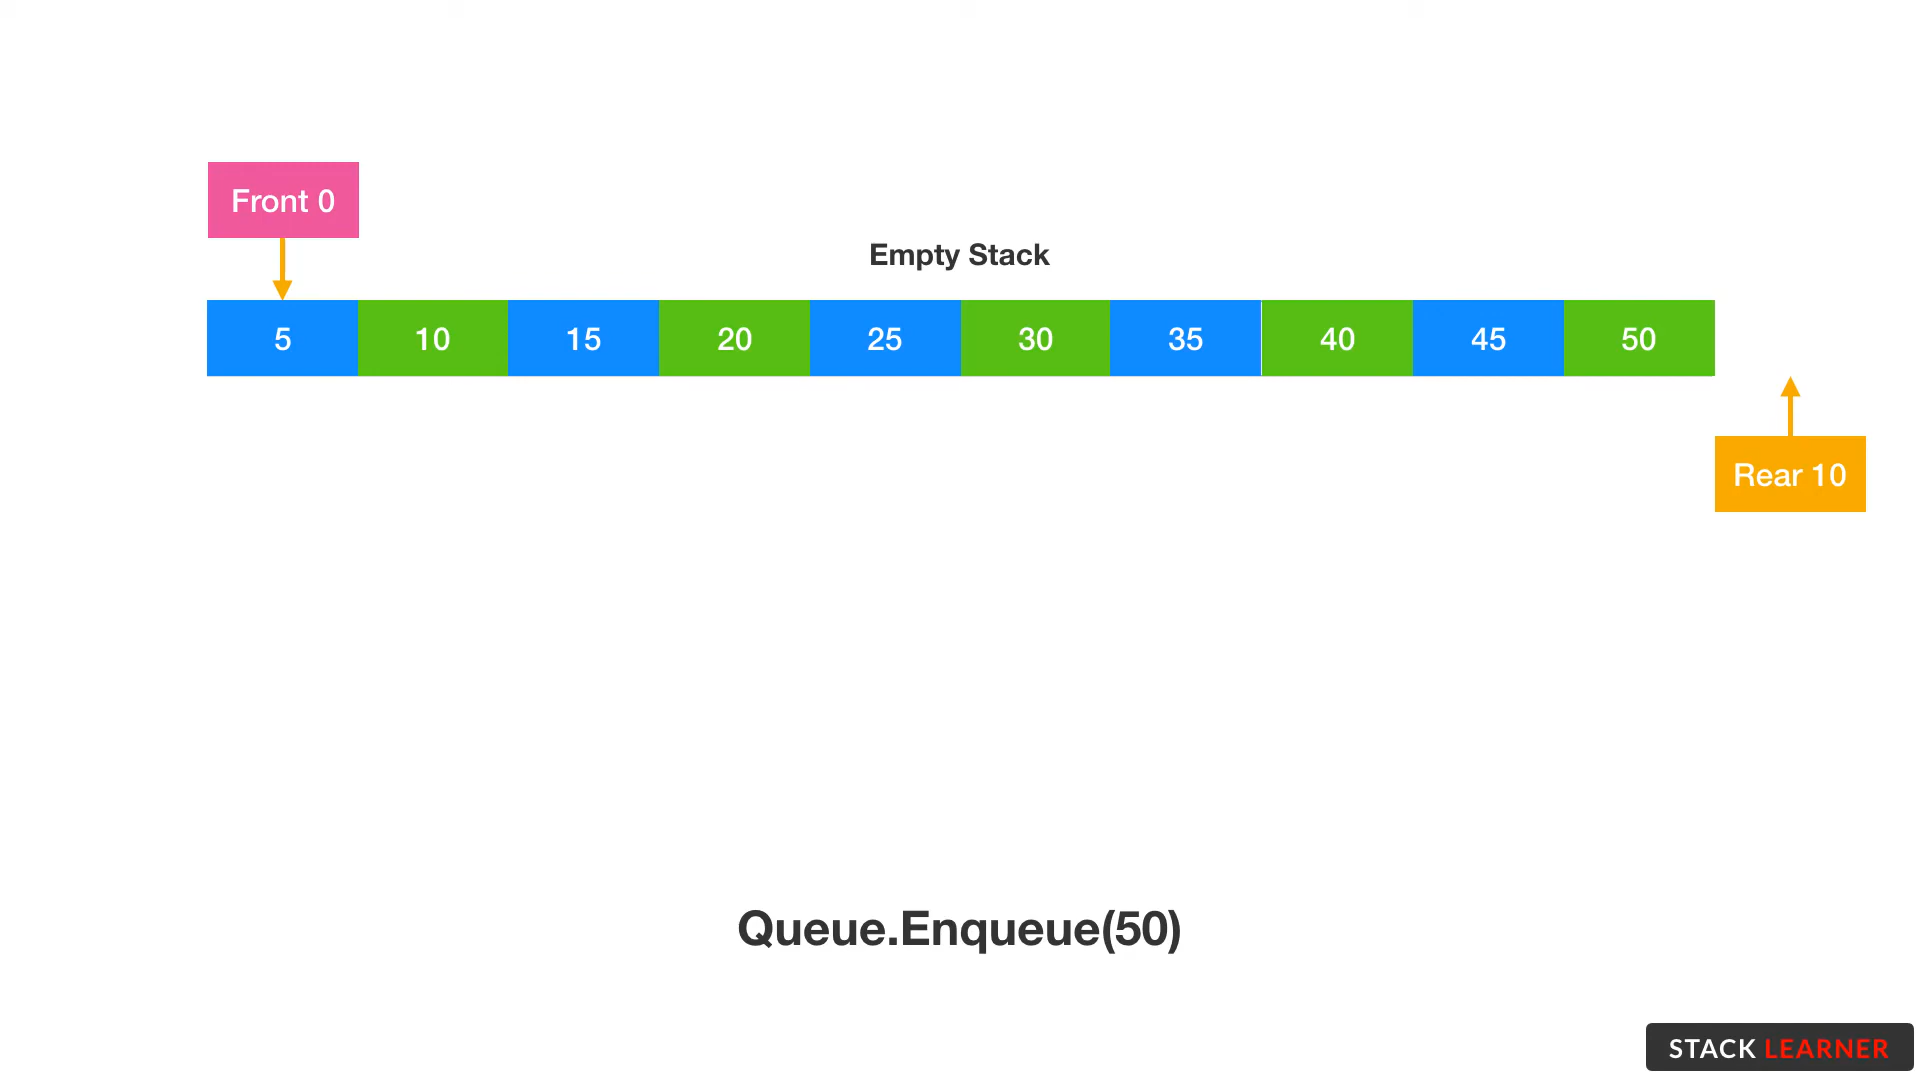 Front 0
Empty Stack
5 10 15 20 25 30 35 40 45 50
Rear 10
Queue.Enqueue(50)
STACK LEARNER